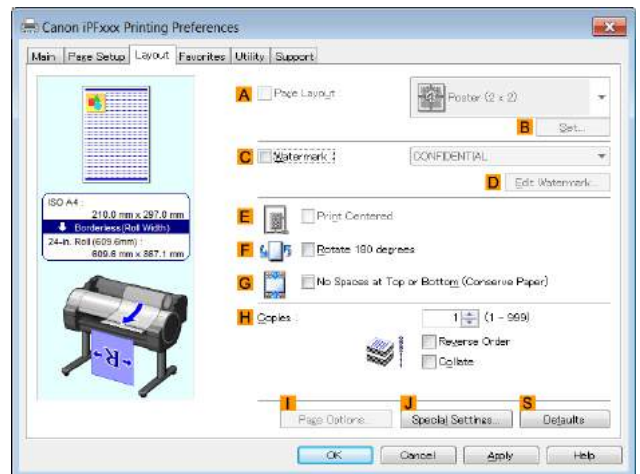 Canon iPFxxx Printing Preferences
Main Page Setup Layout Favorites Utility Support
A Page Layout : Poster (2 x 2)
B Set...
C Watermark : CONFIDENTIAL
D Edit Watermark...
ISO A4 :
210.0 mm x 297.0 mm
Borderless(Roll Width)
24-in. Roll (609.6mm) :
609.6 mm x 867.1 mm
E Print Centered
F Rotate 180 degrees
G No Spaces at Top or Bottom (Conserve Paper)
H Copies : 1 (1 - 999)
Reverse Order
Collate
R
I J S
Page Options... Special Settings... Defaults
OK Cancel Apply Help